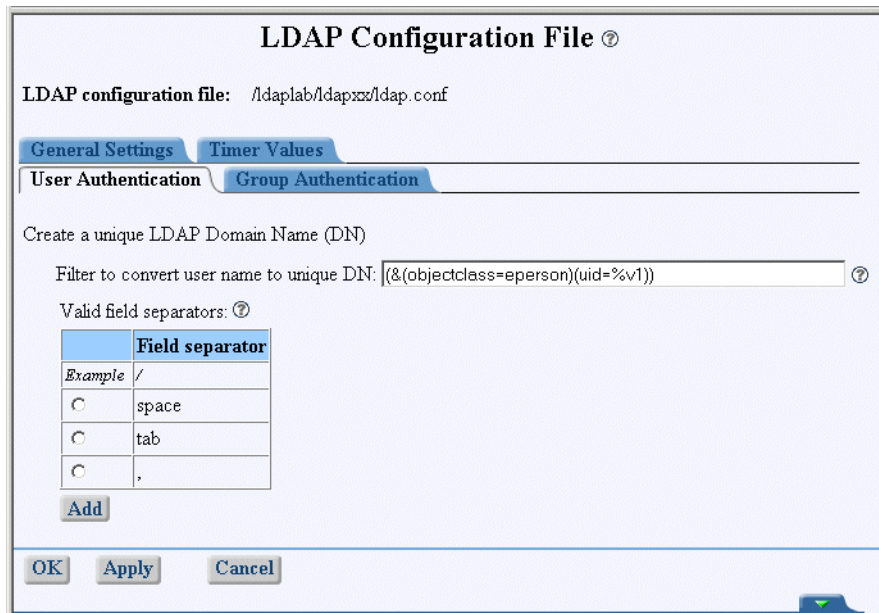 LDAP Configuration File ?
LDAP configuration file: /ldaplab/ldapxx/ldap.conf
General Settings Timer Values
User Authentication Group Authentication
Create a unique LDAP Domain Name (DN)
Filter to convert user name to unique DN: (&(objectclass=eperson)(uid=%v1)) ?
Valid field separators: ?
Field separator
Example /
space
tab
,
Add
OK Apply Cancel